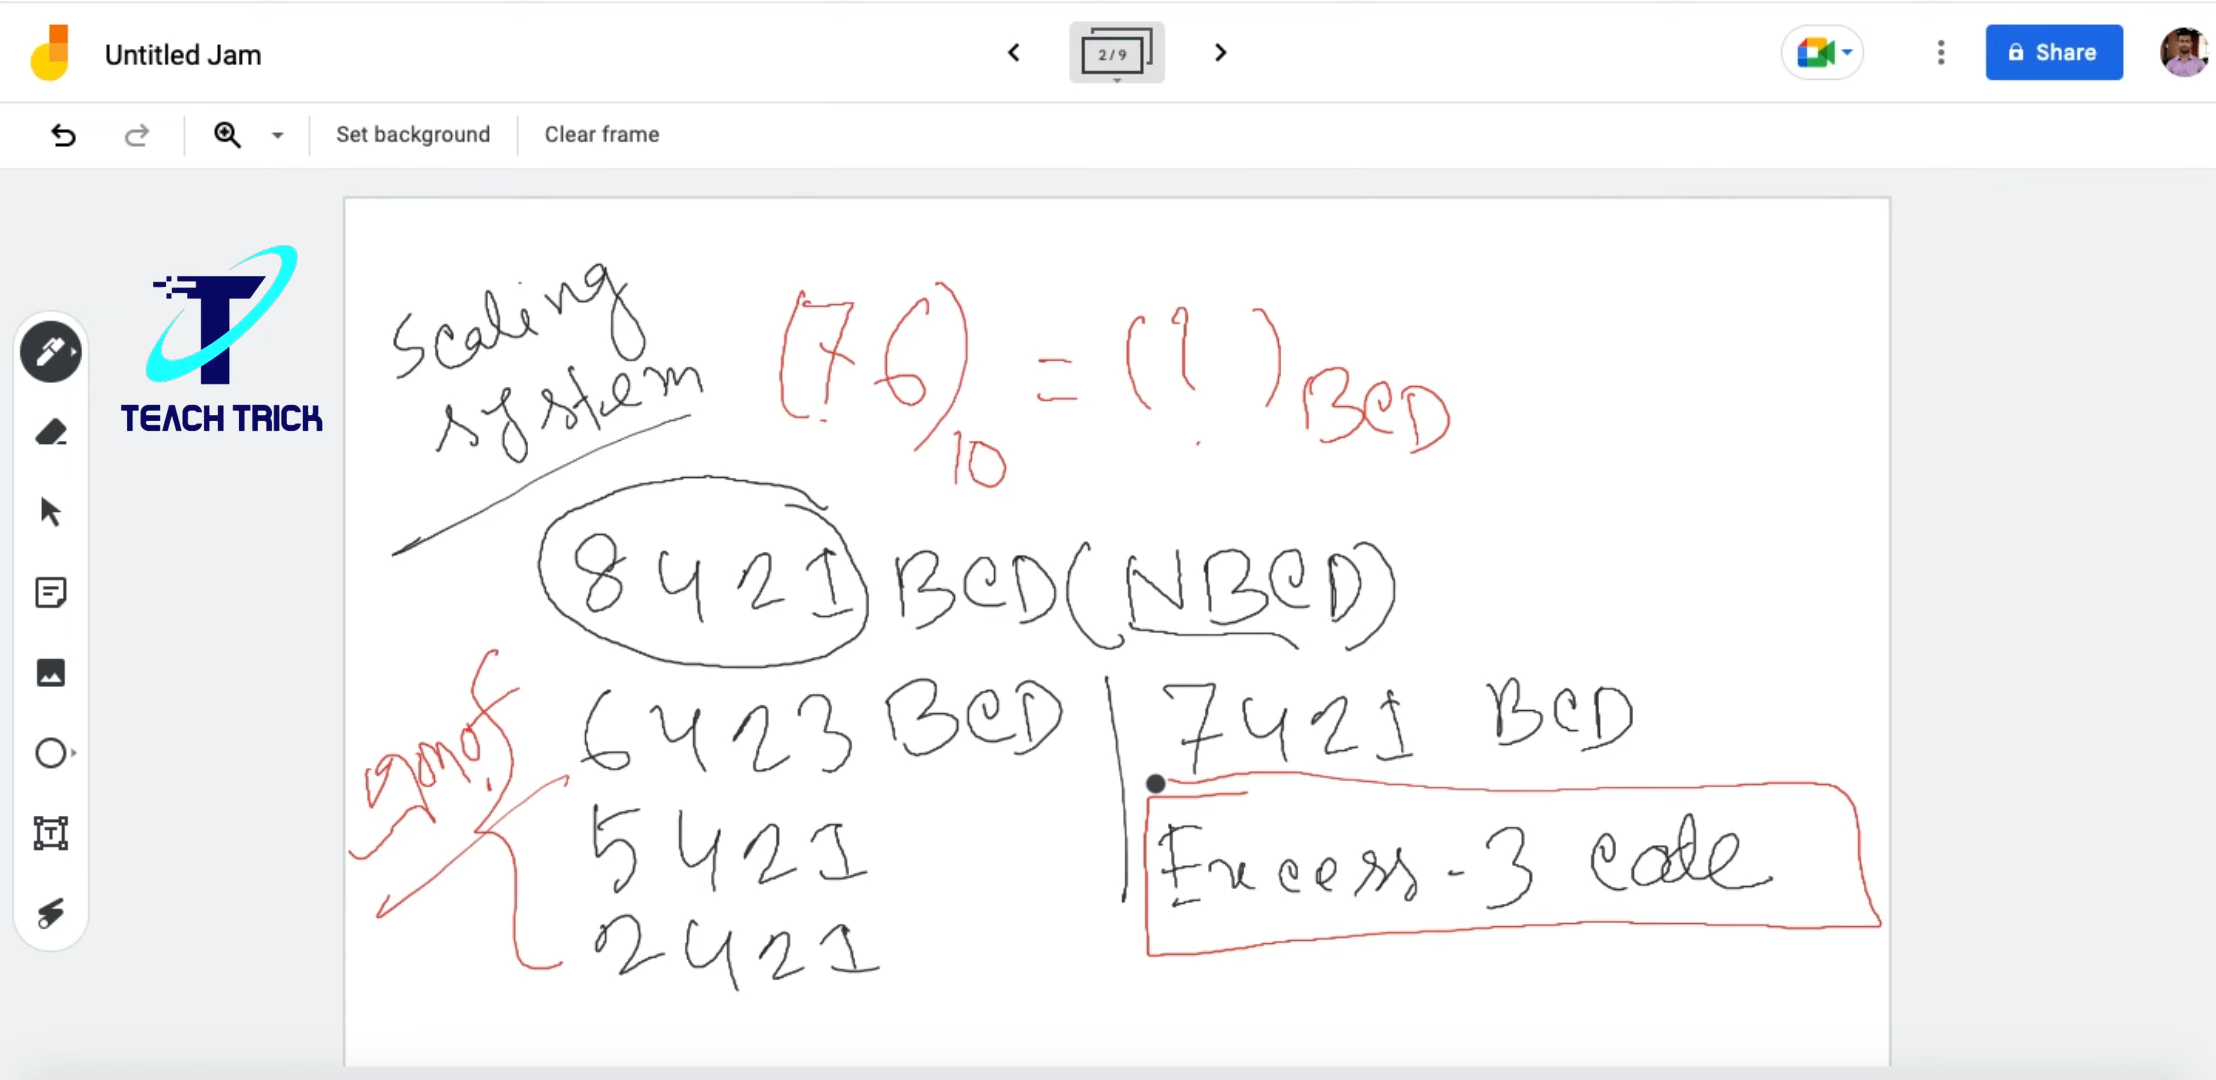 Untitled Jam
2/9
Share
Set background
Clear frame
TEACH TRICK
Scaling
system
(76)10 = (?)BCD
8421 BCD (NBCD)
6423 BCD
7421 BCD
5421
Excess-3 code
2421